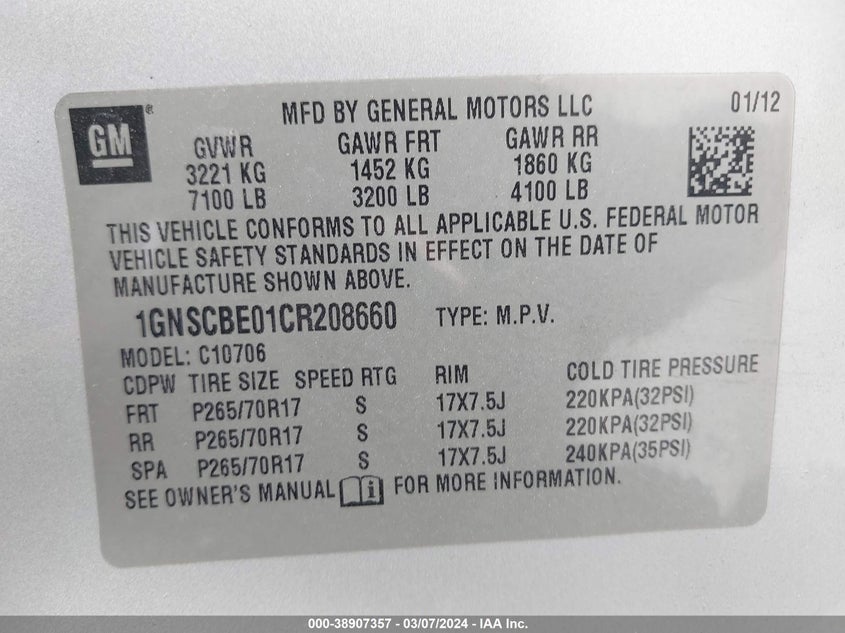 GM ®
MFD BY GENERAL MOTORS LLC 01/12
GVWR GAWR FRT GAWR RR
3221 KG 1452 KG 1860 KG
7100 LB 3200 LB 4100 LB
THIS VEHICLE CONFORMS TO ALL APPLICABLE U.S. FEDERAL MOTOR
VEHICLE SAFETY STANDARDS IN EFFECT ON THE DATE OF
MANUFACTURE SHOWN ABOVE.
1GNSCBE01CR208660 TYPE: M.P.V.
MODEL: C10706
CDPW TIRE SIZE SPEED RTG RIM COLD TIRE PRESSURE
FRT P265/70R17 S 17X7.5J 220KPA(32PSI)
RR P265/70R17 S 17X7.5J 220KPA(32PSI)
SPA P265/70R17 S 17X7.5J 240KPA(35PSI)
SEE OWNER'S MANUAL i FOR MORE INFORMATION.
000-38907357 - 03/07/2024 - IAA Inc.